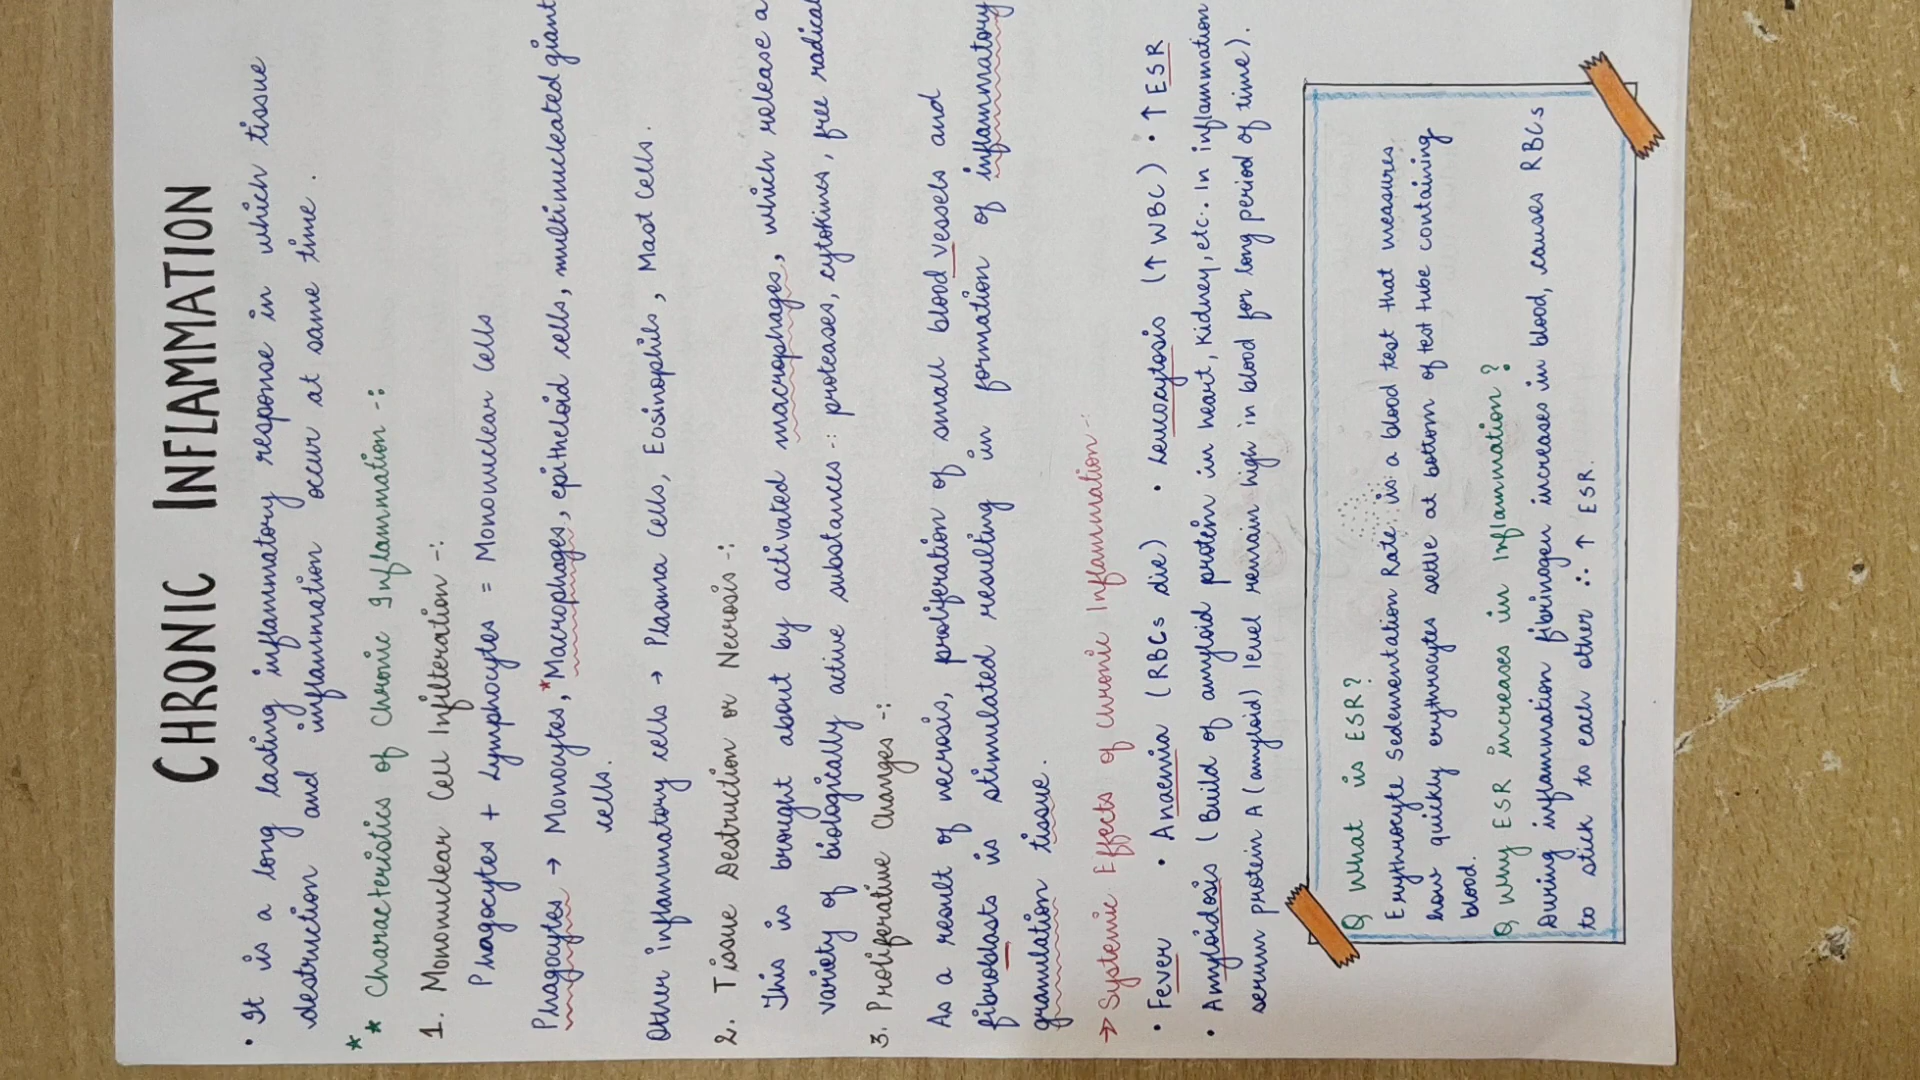 CHRONIC INFLAMMATION
• It is a long lasting inflammatory response in which tissue
destruction and inflammation occur at same time.
** Characteristics of Chronic Inflammation -:
1. Mononuclear Cell Infilteration -:
Phagocytes + Lymphocytes = Mononuclear Cells
Phagocytes → Monocytes, *Macrophages, epitheloid cells, multinucleated giant
cells.
Other inflammatory cells → Plasma Cells, Eosinophils, Mast Cells.
2. Tissue Destruction or Necrosis -:
This is brought about by activated macrophages, which release a
variety of biologically active substances -: proteases, cytokines, free radical
3. Proliferative Changes -:
As a result of necrosis, proliferation of small blood vessels and
fibroblasts is stimulated resulting in formation of inflammatory
granulation tissue.
→ Systemic Effects of Chronic Inflammation -:
• Fever • Anaemia (RBCs die) • Leucocytosis (↑ WBC) • ↑ ESR
• Amyloidosis (Build of amyloid protein in heart, kidney, etc. In inflammation
serum protein A (amyloid) level remain high in blood for long period of time).
Q What is ESR?
Erythrocyte Sedementation Rate is a blood test that measures
how quickly erythrocytes settle at bottom of test tube containing
blood.
Q Why ESR increases in Inflammation?
During inflammation fibrinogen increases in blood, causes RBCs
to stick to each other ∴ ↑ ESR.